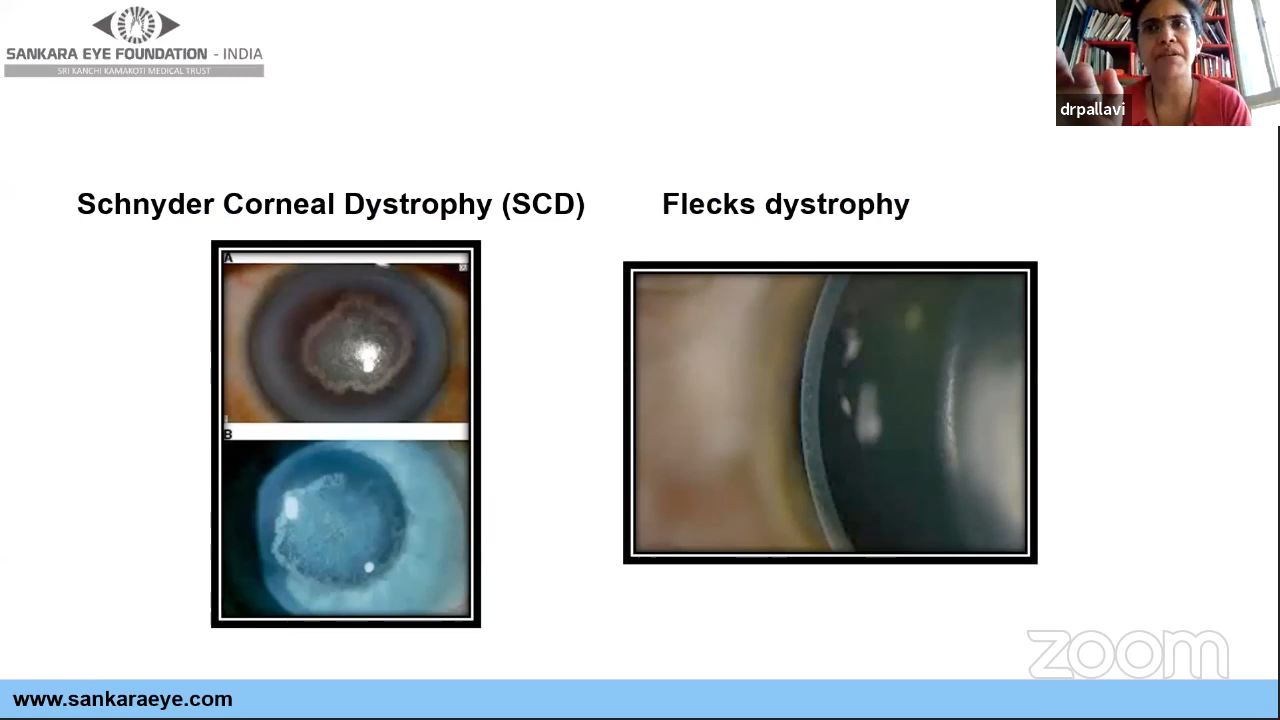 SANKARA EYE FOUNDATION - INDIA
SRI KANCHI KAMAKOTI MEDICAL TRUST
drpallavi
Schnyder Corneal Dystrophy (SCD)
Flecks dystrophy
A
B
zoom
www.sankaraeye.com